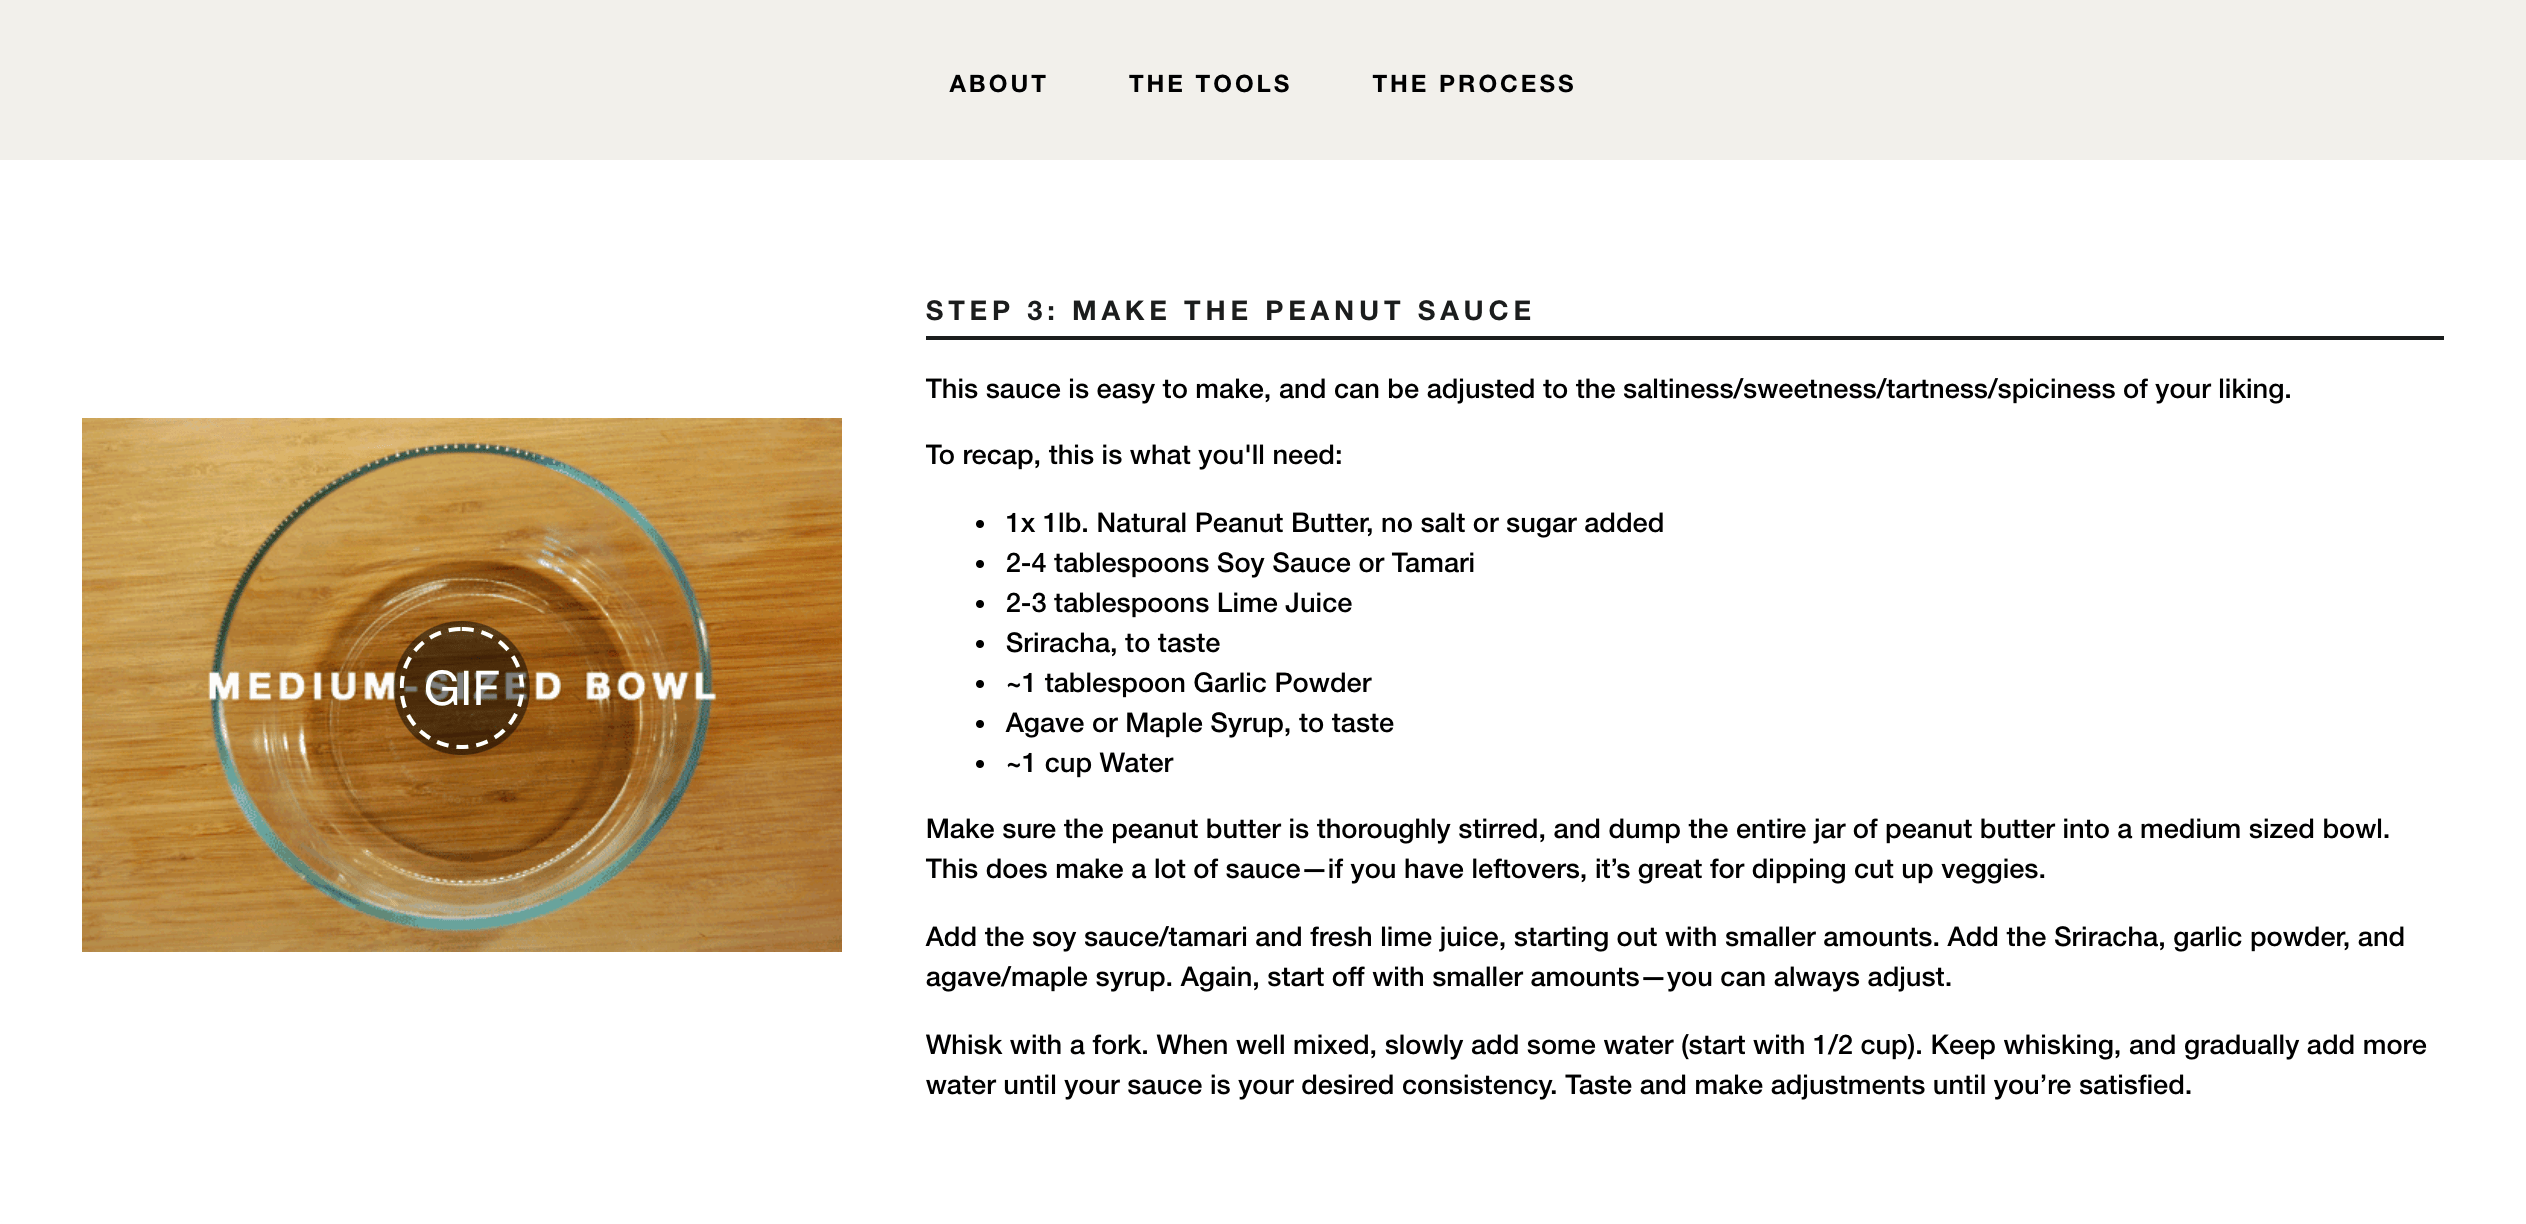 ABOUT THE TOOLS THE PROCESS
STEP 3: MAKE THE PEANUT SAUCE
This sauce is easy to make, and can be adjusted to the saltiness/sweetness/tartness/spiciness of your liking.
To recap, this is what you'll need:
• 1x 1lb. Natural Peanut Butter, no salt or sugar added
• 2-4 tablespoons Soy Sauce or Tamari
• 2-3 tablespoons Lime Juice
• Sriracha, to taste
• ~1 tablespoon Garlic Powder
• Agave or Maple Syrup, to taste
• ~1 cup Water
Make sure the peanut butter is thoroughly stirred, and dump the entire jar of peanut butter into a medium sized bowl.
This does make a lot of sauce—if you have leftovers, it’s great for dipping cut up veggies.
Add the soy sauce/tamari and fresh lime juice, starting out with smaller amounts. Add the Sriracha, garlic powder, and
agave/maple syrup. Again, start off with smaller amounts—you can always adjust.
Whisk with a fork. When well mixed, slowly add some water (start with 1/2 cup). Keep whisking, and gradually add more
water until your sauce is your desired consistency. Taste and make adjustments until you’re satisfied.
MEDIUM-SIZED BOWL
GIF